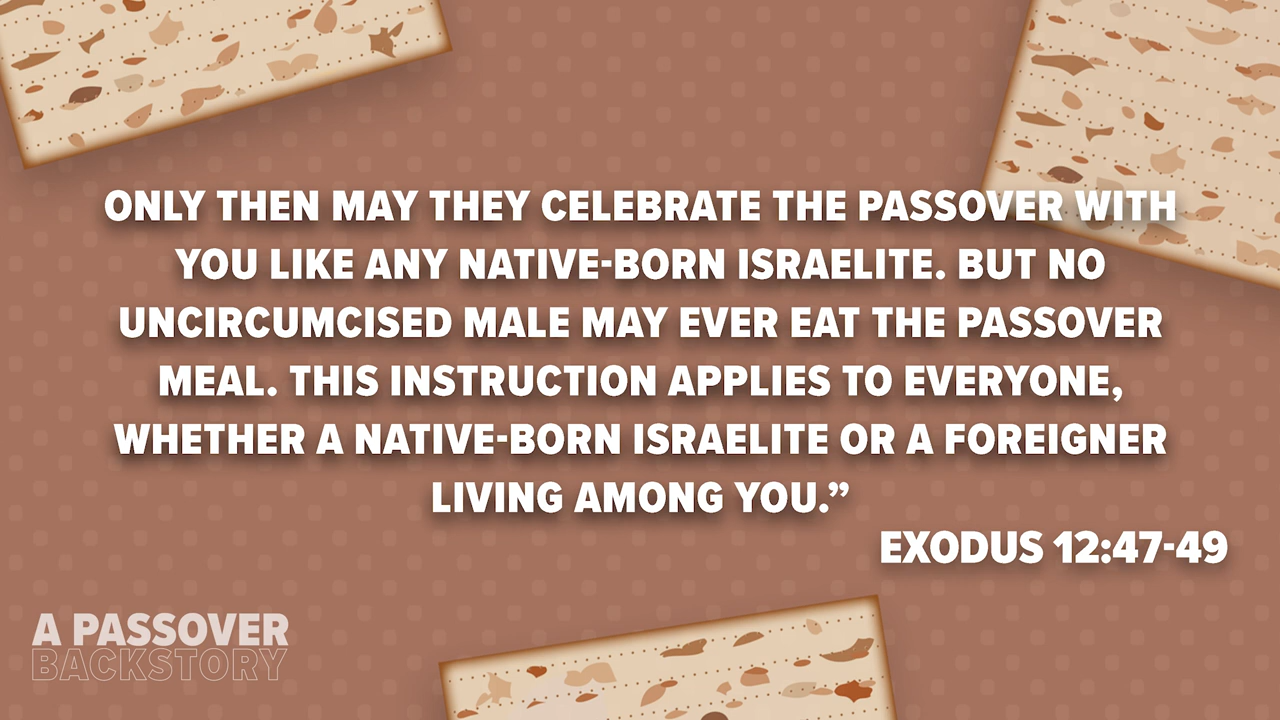 ONLY THEN MAY THEY CELEBRATE THE PASSOVER WITH
YOU LIKE ANY NATIVE-BORN ISRAELITE. BUT NO
UNCIRCUMCISED MALE MAY EVER EAT THE PASSOVER
MEAL. THIS INSTRUCTION APPLIES TO EVERYONE,
WHETHER A NATIVE-BORN ISRAELITE OR A FOREIGNER
LIVING AMONG YOU.”
EXODUS 12:47-49
A PASSOVER
BACKSTORY